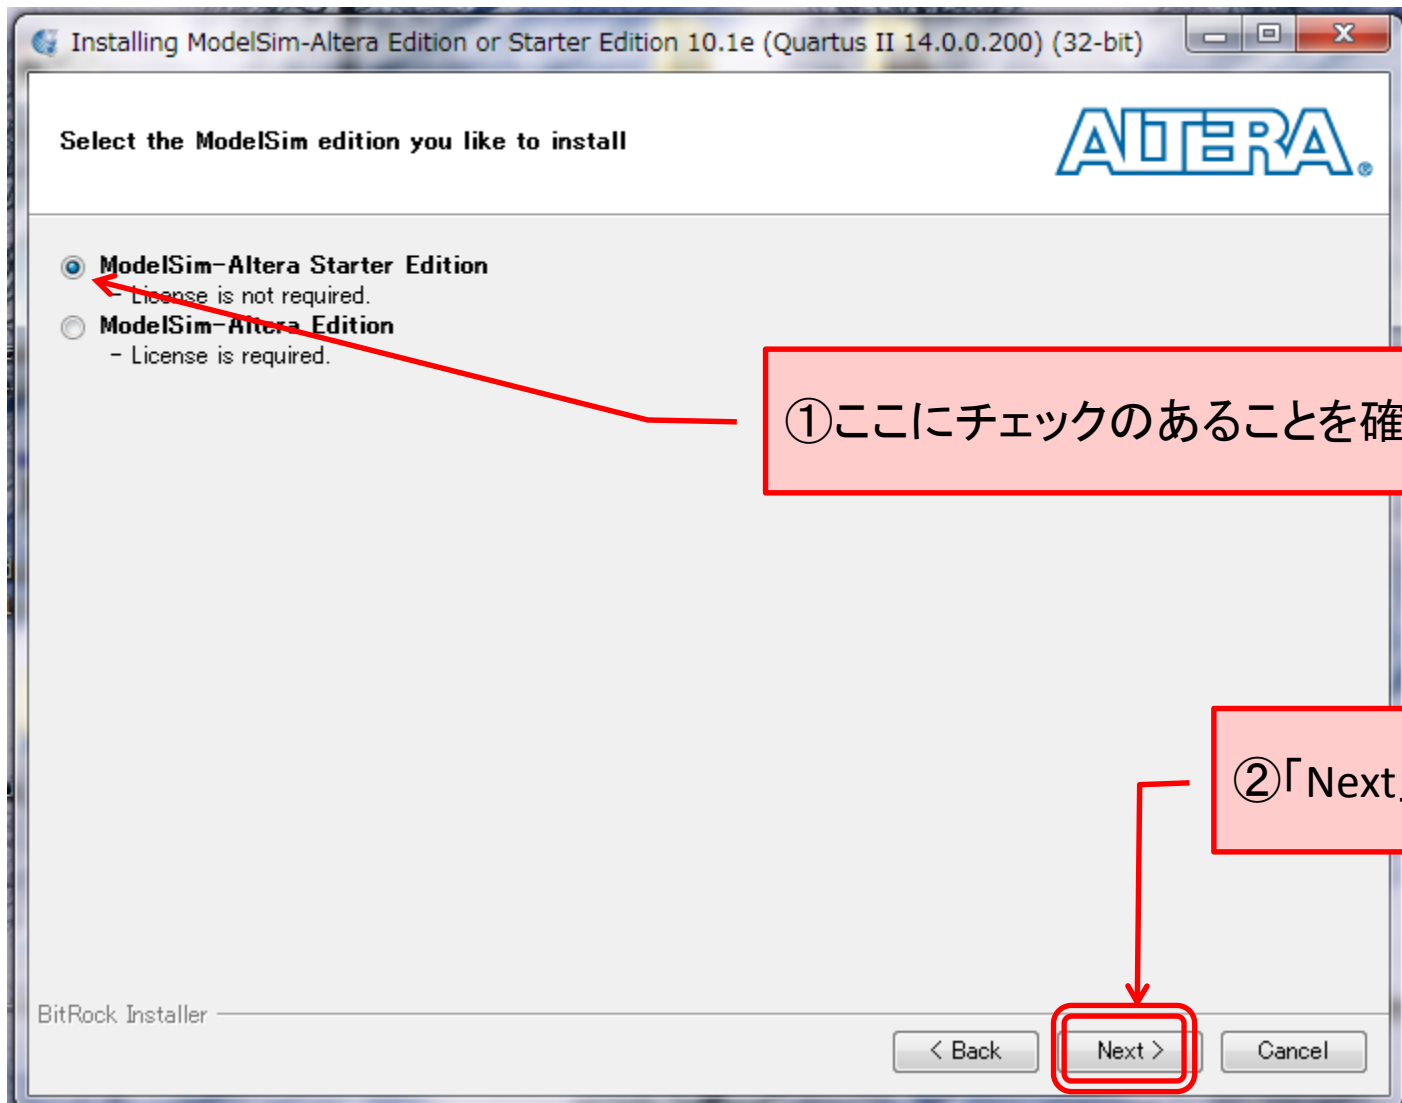 Installing ModelSim-Altera Edition or Starter Edition 10.1e (Quartus II 14.0.0.200) (32-bit)
Select the ModelSim edition you like to install
ALTERA®
ModelSim-Altera Starter Edition
- License is not required.
ModelSim-Altera Edition
- License is required.
①ここにチェックのあることを確
②「Next」
BitRock Installer
< Back
Next >
Cancel